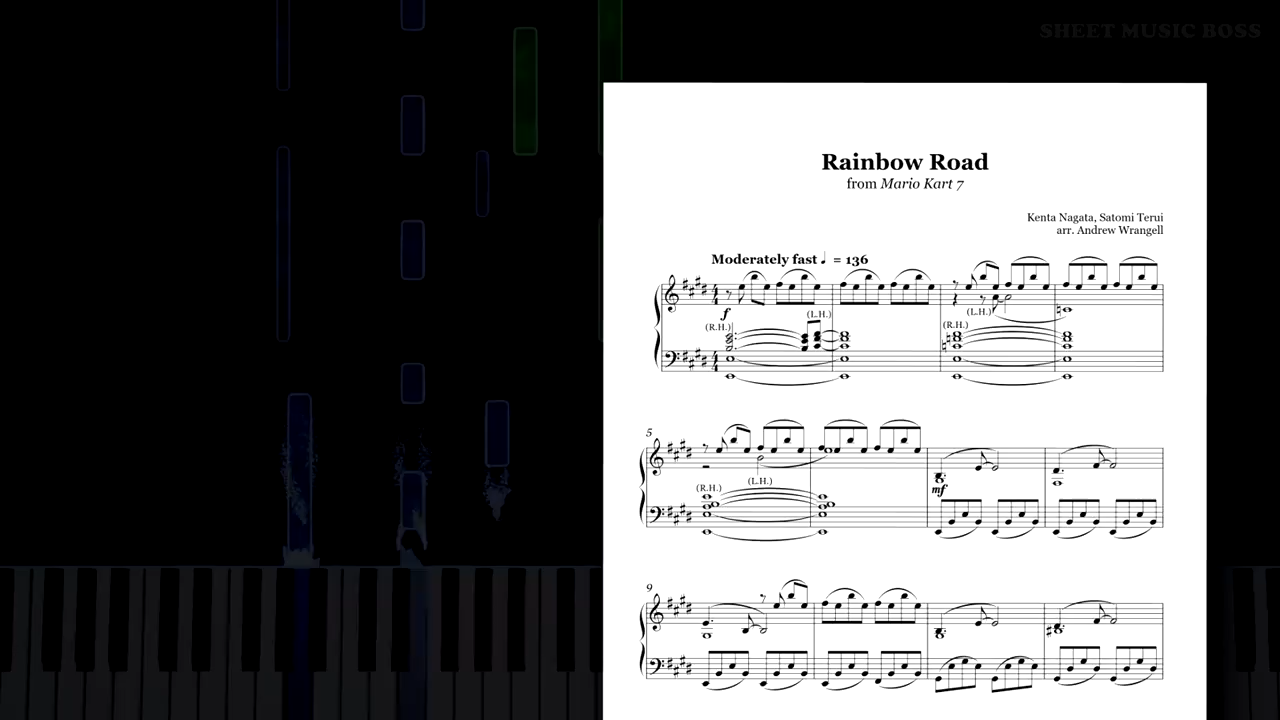 SHEET MUSIC BOSS
Rainbow Road
from Mario Kart 7
Kenta Nagata, Satomi Terui
arr. Andrew Wrangell
Moderately fast ♩ = 136
f
(R.H.)
(L.H.)
(L.H.)
(R.H.)
5
(R.H.)
(L.H.)
mf
9